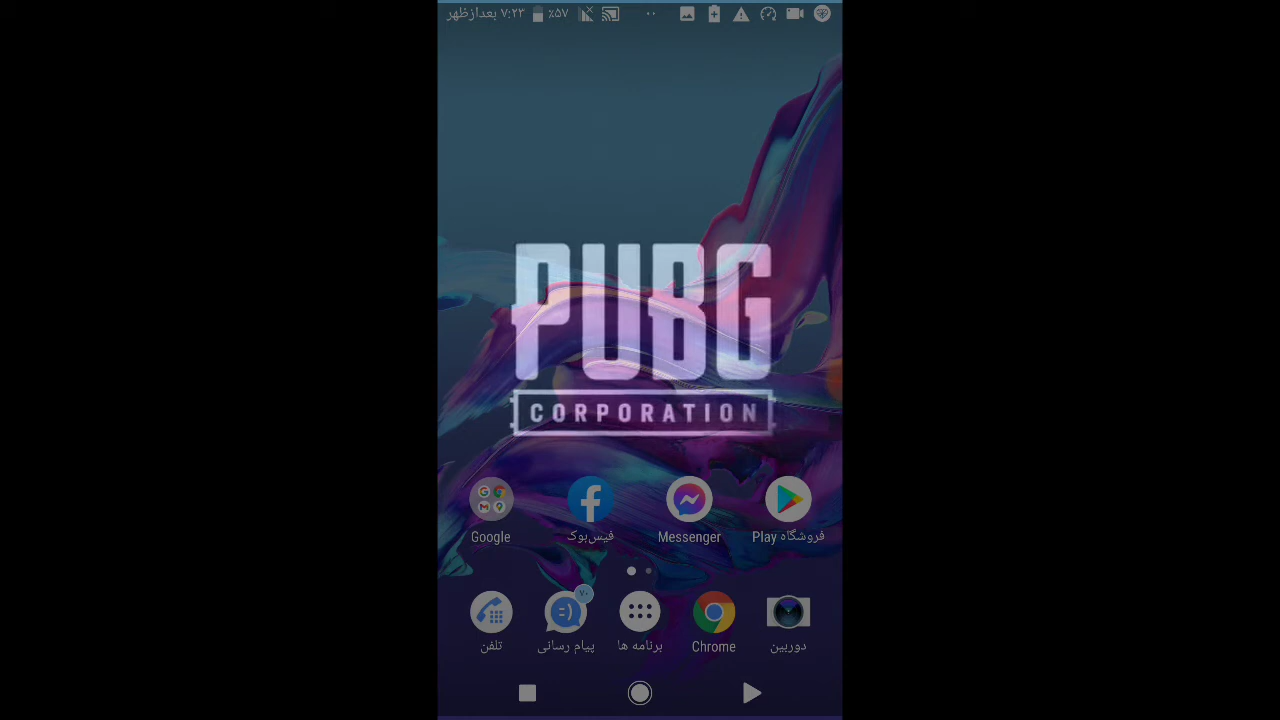 ۷:۲۳ بعدازظهر ٪۵۷
PUBG
CORPORATION
Google فیس‌بوک Messenger فروشگاه Play
۷۰
تلفن پیام رسانی برنامه ها Chrome دوربین